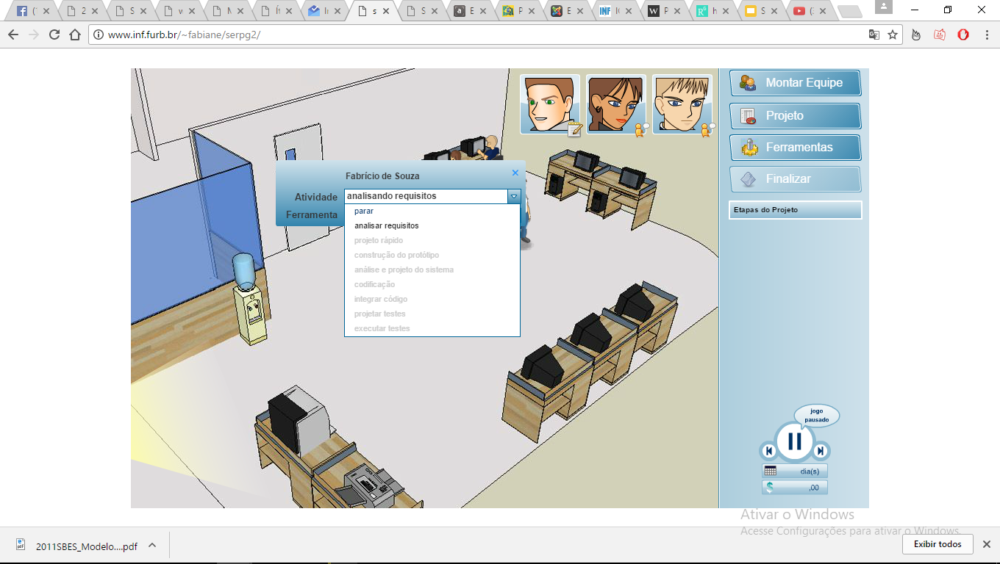 www.inf.furb.br/~fabiane/serpg2/
Montar Equipe
Projeto
Ferramentas
Finalizar
Etapas do Projeto
Fabrício de Souza
Atividade
analisando requisitos
Ferramenta
parar
analisar requisitos
projeto rápido
construção do protótipo
análise e projeto do sistema
codificação
integrar código
projetar testes
executar testes
jogo
pausado
dia(s)
,00
Ativar o Windows
Acesse Configurações para ativar o Windows.
2011SBES_Modelo....pdf
Exibir todos